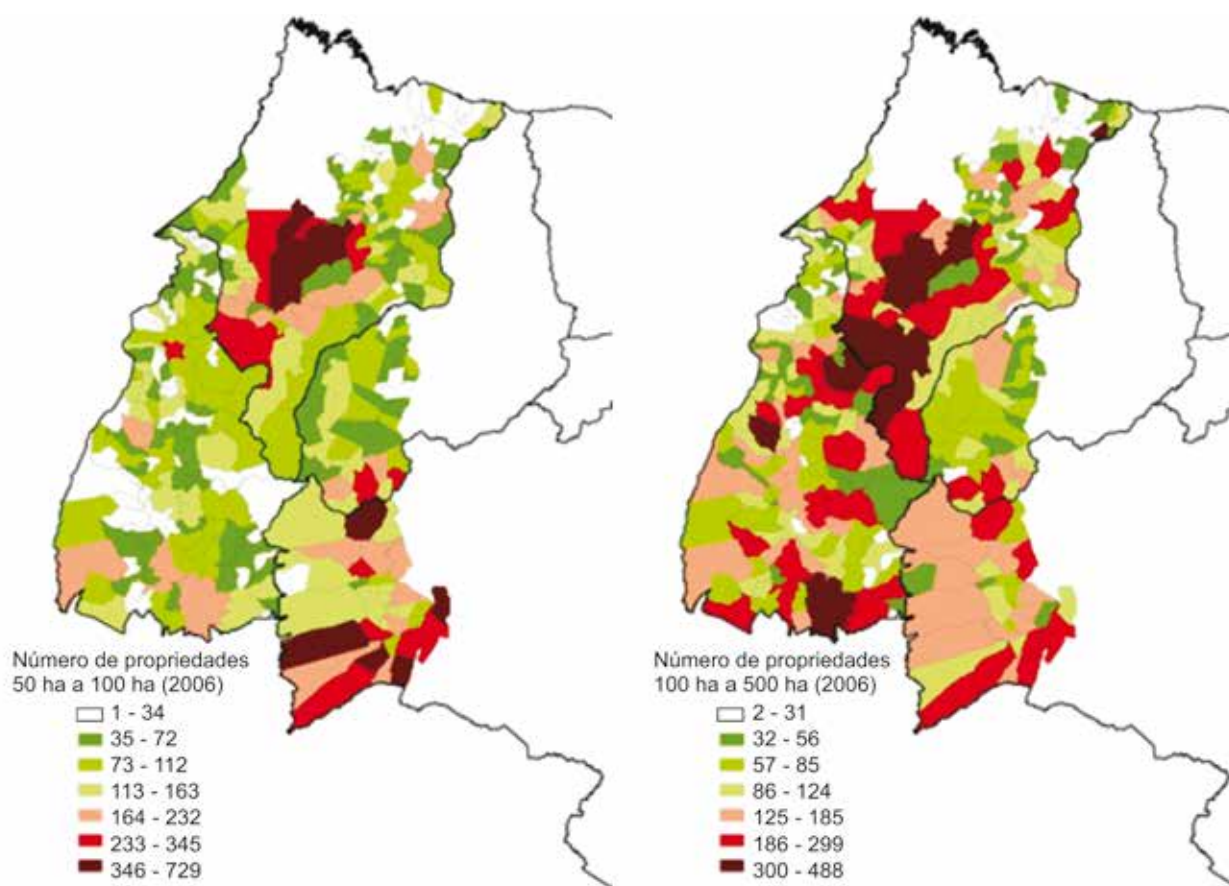 Número de propriedades
50 ha a 100 ha (2006)
1 - 34
35 - 72
73 - 112
113 - 163
164 - 232
233 - 345
346 - 729
Número de propriedades
100 ha a 500 ha (2006)
2 - 31
32 - 56
57 - 85
86 - 124
125 - 185
186 - 299
300 - 488